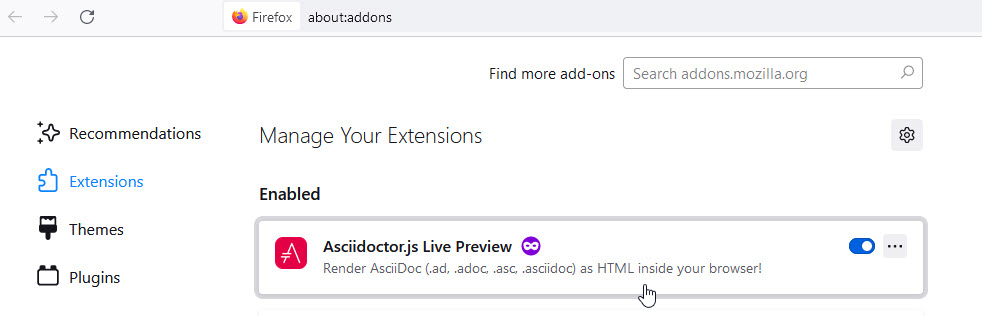 Firefox about:addons
Find more add-ons Search addons.mozilla.org
Recommendations
Manage Your Extensions
Extensions
Enabled
Themes
Asciidoctor.js Live Preview
Render AsciiDoc (.ad, .adoc, .asc, .asciidoc) as HTML inside your browser!
Plugins